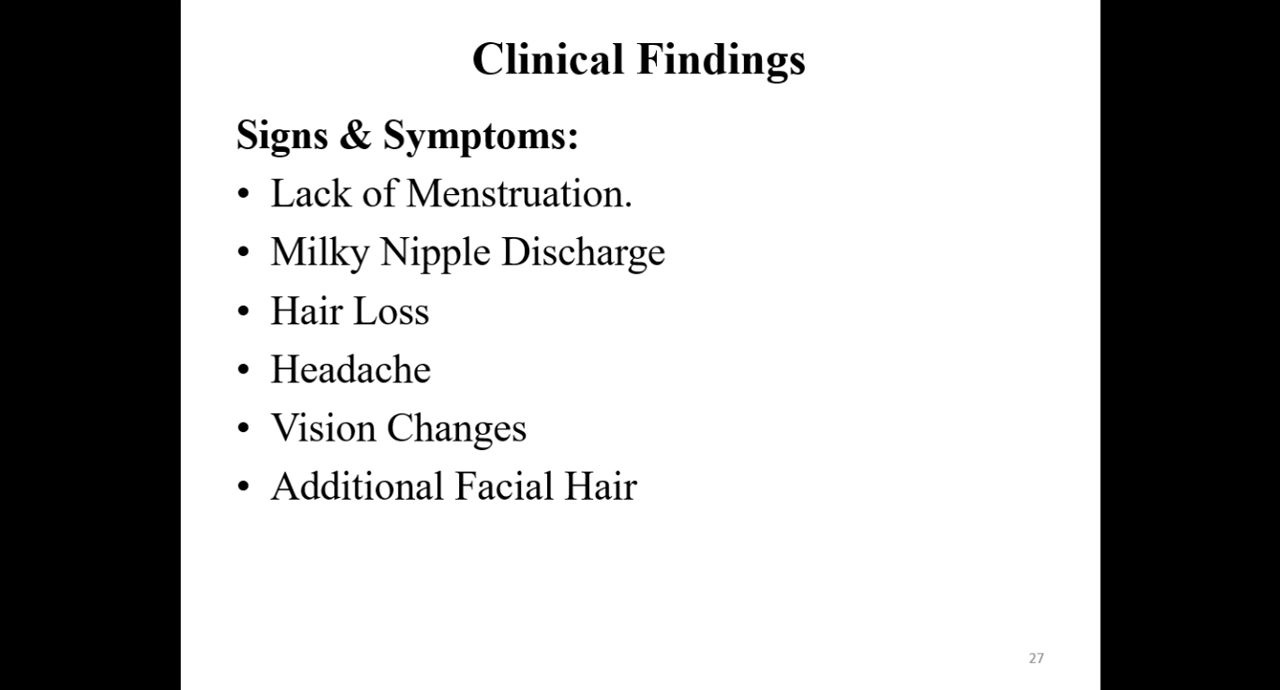 Clinical Findings
Signs & Symptoms:
• Lack of Menstruation.
• Milky Nipple Discharge
• Hair Loss
• Headache
• Vision Changes
• Additional Facial Hair
27